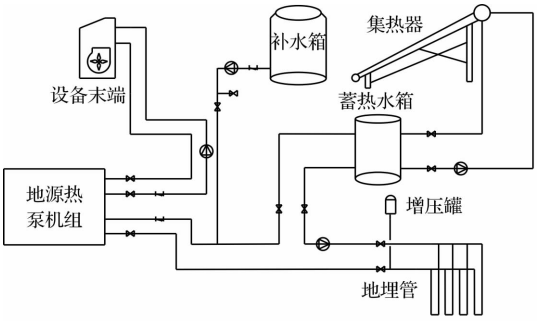 集热器
补水箱
设备末端
蓄热水箱
地源热
泵机组
增压罐
地埋管